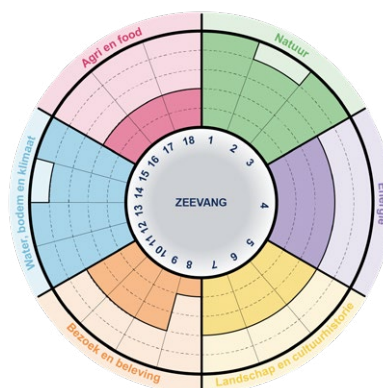 Natuur
Energie
Landschap en cultuurhistorie
Bezoek en beleving
Water, bodem en klimaat
Agri en food
1
2
3
4
5
6
7
8
9
10
11
12
13
14
15
16
17
18
ZEEVANG